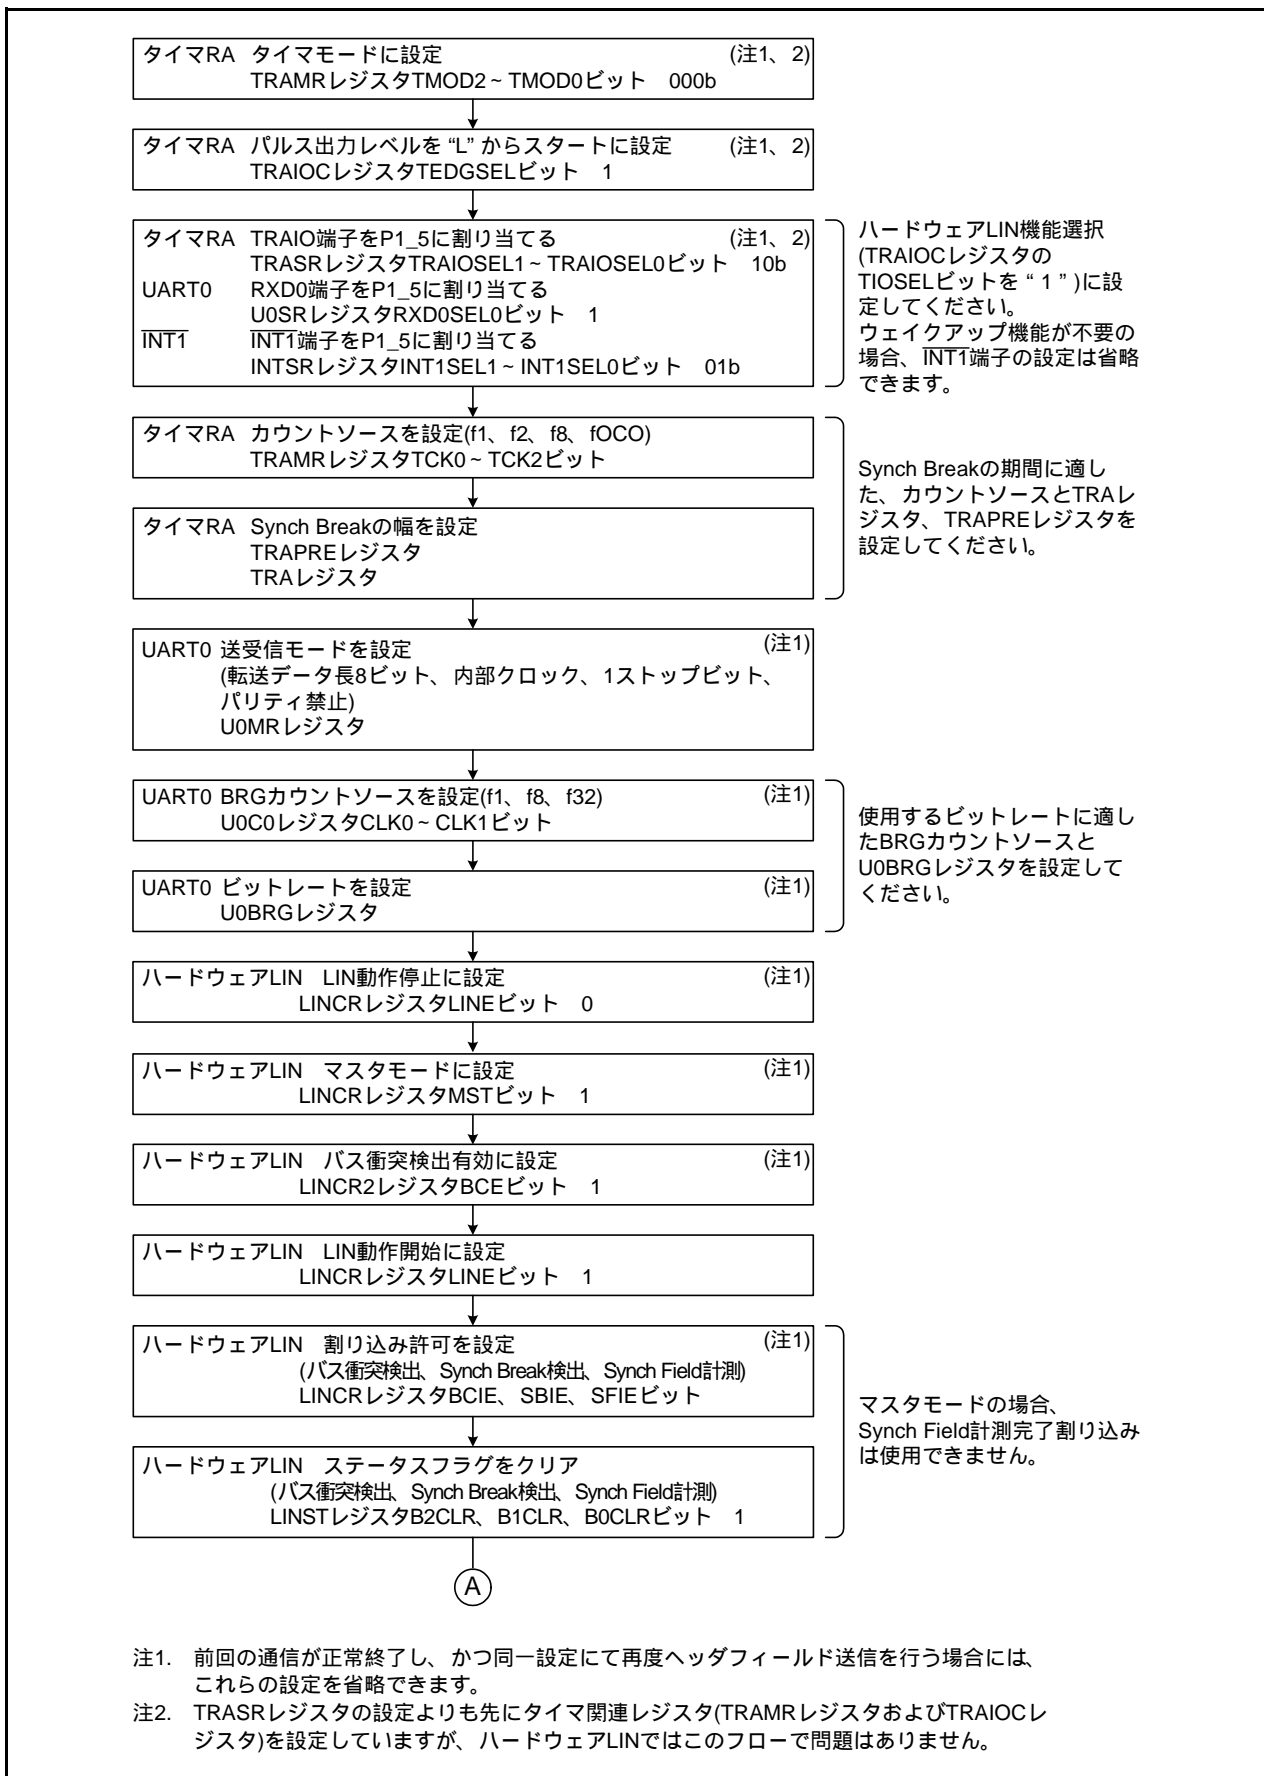 タイマRA タイマモードに設定 (注1、2)
TRAMRレジスタTMOD2~TMOD0ビット 000b
タイマRA パルス出力レベルを “L” からスタートに設定 (注1、2)
TRAIOCレジスタTEDGSELビット 1
タイマRA TRAIO端子をP1_5に割り当てる (注1、2)
TRASRレジスタTRAIOSEL1~TRAIOSEL0ビット 10b
UART0 RXD0端子をP1_5に割り当てる
U0SRレジスタRXD0SEL0ビット 1
INT1 INT1端子をP1_5に割り当てる
INTSRレジスタINT1SEL1~INT1SEL0ビット 01b
ハードウェアLIN機能選択
(TRAIOCレジスタの
TIOSELビットを “ 1 ” )に設
定してください。
ウェイクアップ機能が不要の
場合、INT1端子の設定は省略
できます。
タイマRA カウントソースを設定(f1、f2、f8、fOCO)
TRAMRレジスタTCK0~TCK2ビット
タイマRA Synch Breakの幅を設定
TRAPREレジスタ
TRAレジスタ
Synch Breakの期間に適し
た、カウントソースとTRAレ
ジスタ、TRAPREレジスタを
設定してください。
UART0 送受信モードを設定 (注1)
(転送データ長8ビット、内部クロック、1ストップビット、
パリティ禁止)
U0MRレジスタ
UART0 BRGカウントソースを設定(f1、f8、f32) (注1)
U0C0レジスタCLK0~CLK1ビット
UART0 ビットレートを設定 (注1)
U0BRGレジスタ
使用するビットレートに適し
たBRGカウントソースと
U0BRGレジスタを設定して
ください。
ハードウェアLIN LIN動作停止に設定 (注1)
LINCRレジスタLINEビット 0
ハードウェアLIN マスタモードに設定 (注1)
LINCRレジスタMSTビット 1
ハードウェアLIN バス衝突検出有効に設定 (注1)
LINCR2レジスタBCEビット 1
ハードウェアLIN LIN動作開始に設定
LINCRレジスタLINEビット 1
ハードウェアLIN 割り込み許可を設定 (注1)
(バス衝突検出、Synch Break検出、Synch Field計測)
LINCRレジスタBCIE、SBIE、SFIEビット
ハードウェアLIN ステータスフラグをクリア
(バス衝突検出、Synch Break検出、Synch Field計測)
LINSTレジスタB2CLR、B1CLR、B0CLRビット 1
マスタモードの場合、
Synch Field計測完了割り込み
は使用できません。
A
注1. 前回の通信が正常終了し、かつ同一設定にて再度ヘッダフィールド送信を行う場合には、
これらの設定を省略できます。
注2. TRASRレジスタの設定よりも先にタイマ関連レジスタ(TRAMRレジスタおよびTRAIOCレ
ジスタ)を設定していますが、ハードウェアLINではこのフローで問題はありません。